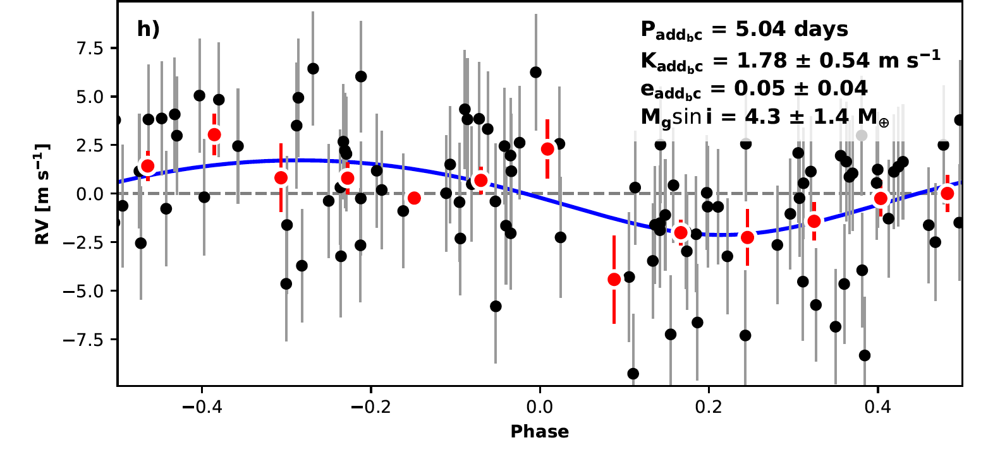 h)
P_add_bc = 5.04 days
K_add_bc = 1.78 ± 0.54 m s⁻¹
e_add_bc = 0.05 ± 0.04
M_g sin i = 4.3 ± 1.4 M_⊕
RV [m s⁻¹]
7.5
5.0
2.5
0.0
−2.5
−5.0
−7.5
−0.4 −0.2 0.0 0.2 0.4
Phase